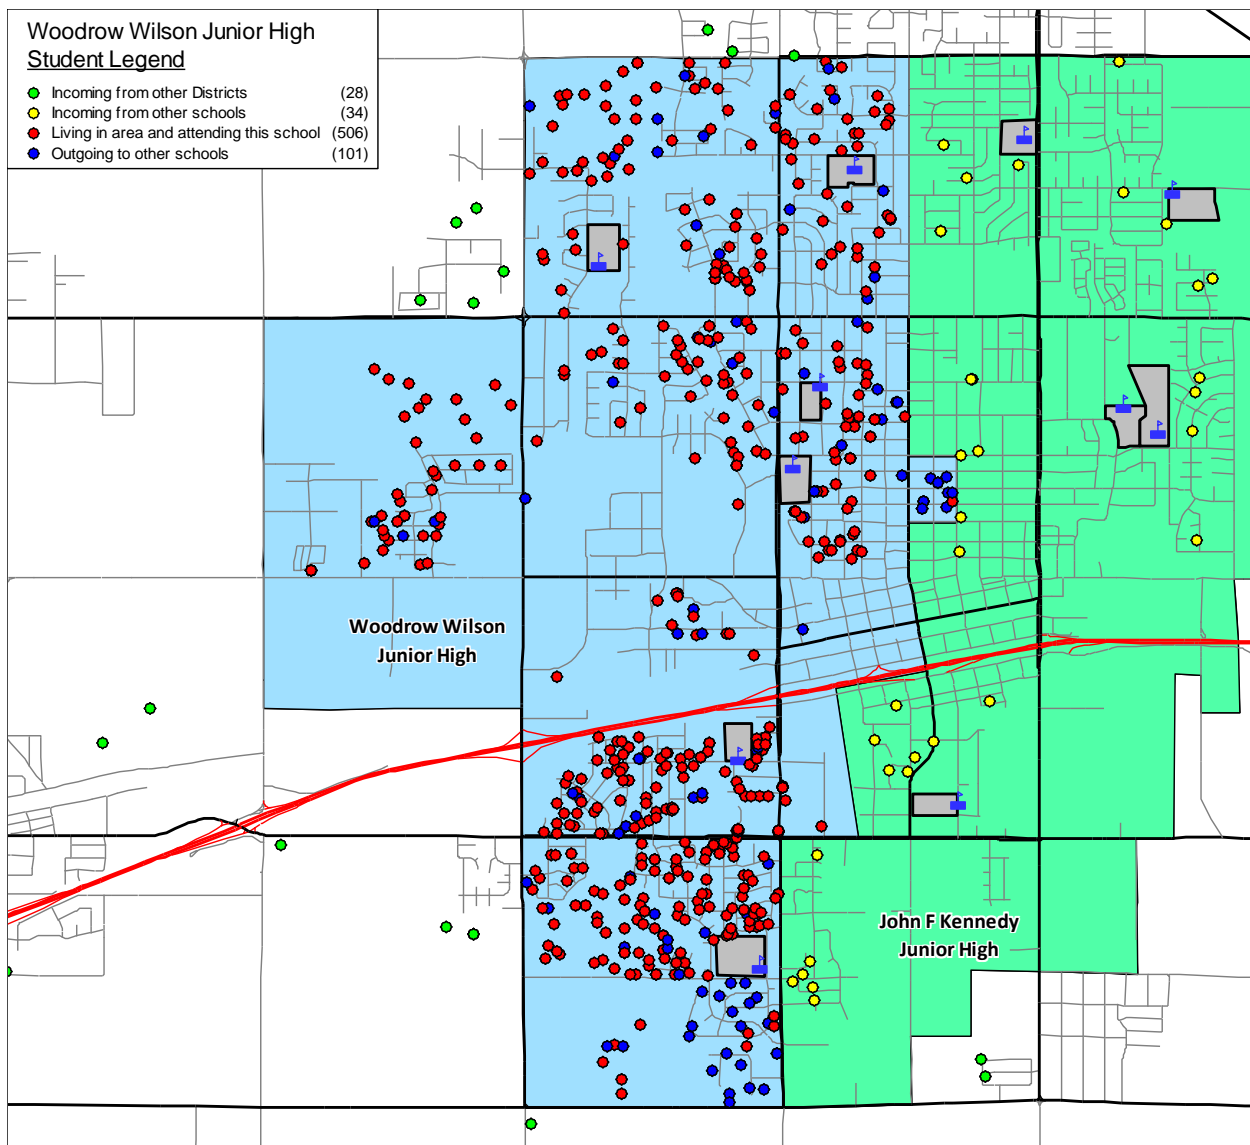 Woodrow Wilson Junior High
Student Legend
Incoming from other Districts (28)
Incoming from other schools (34)
Living in area and attending this school (506)
Outgoing to other schools (101)
Woodrow Wilson
Junior High
John F Kennedy
Junior High